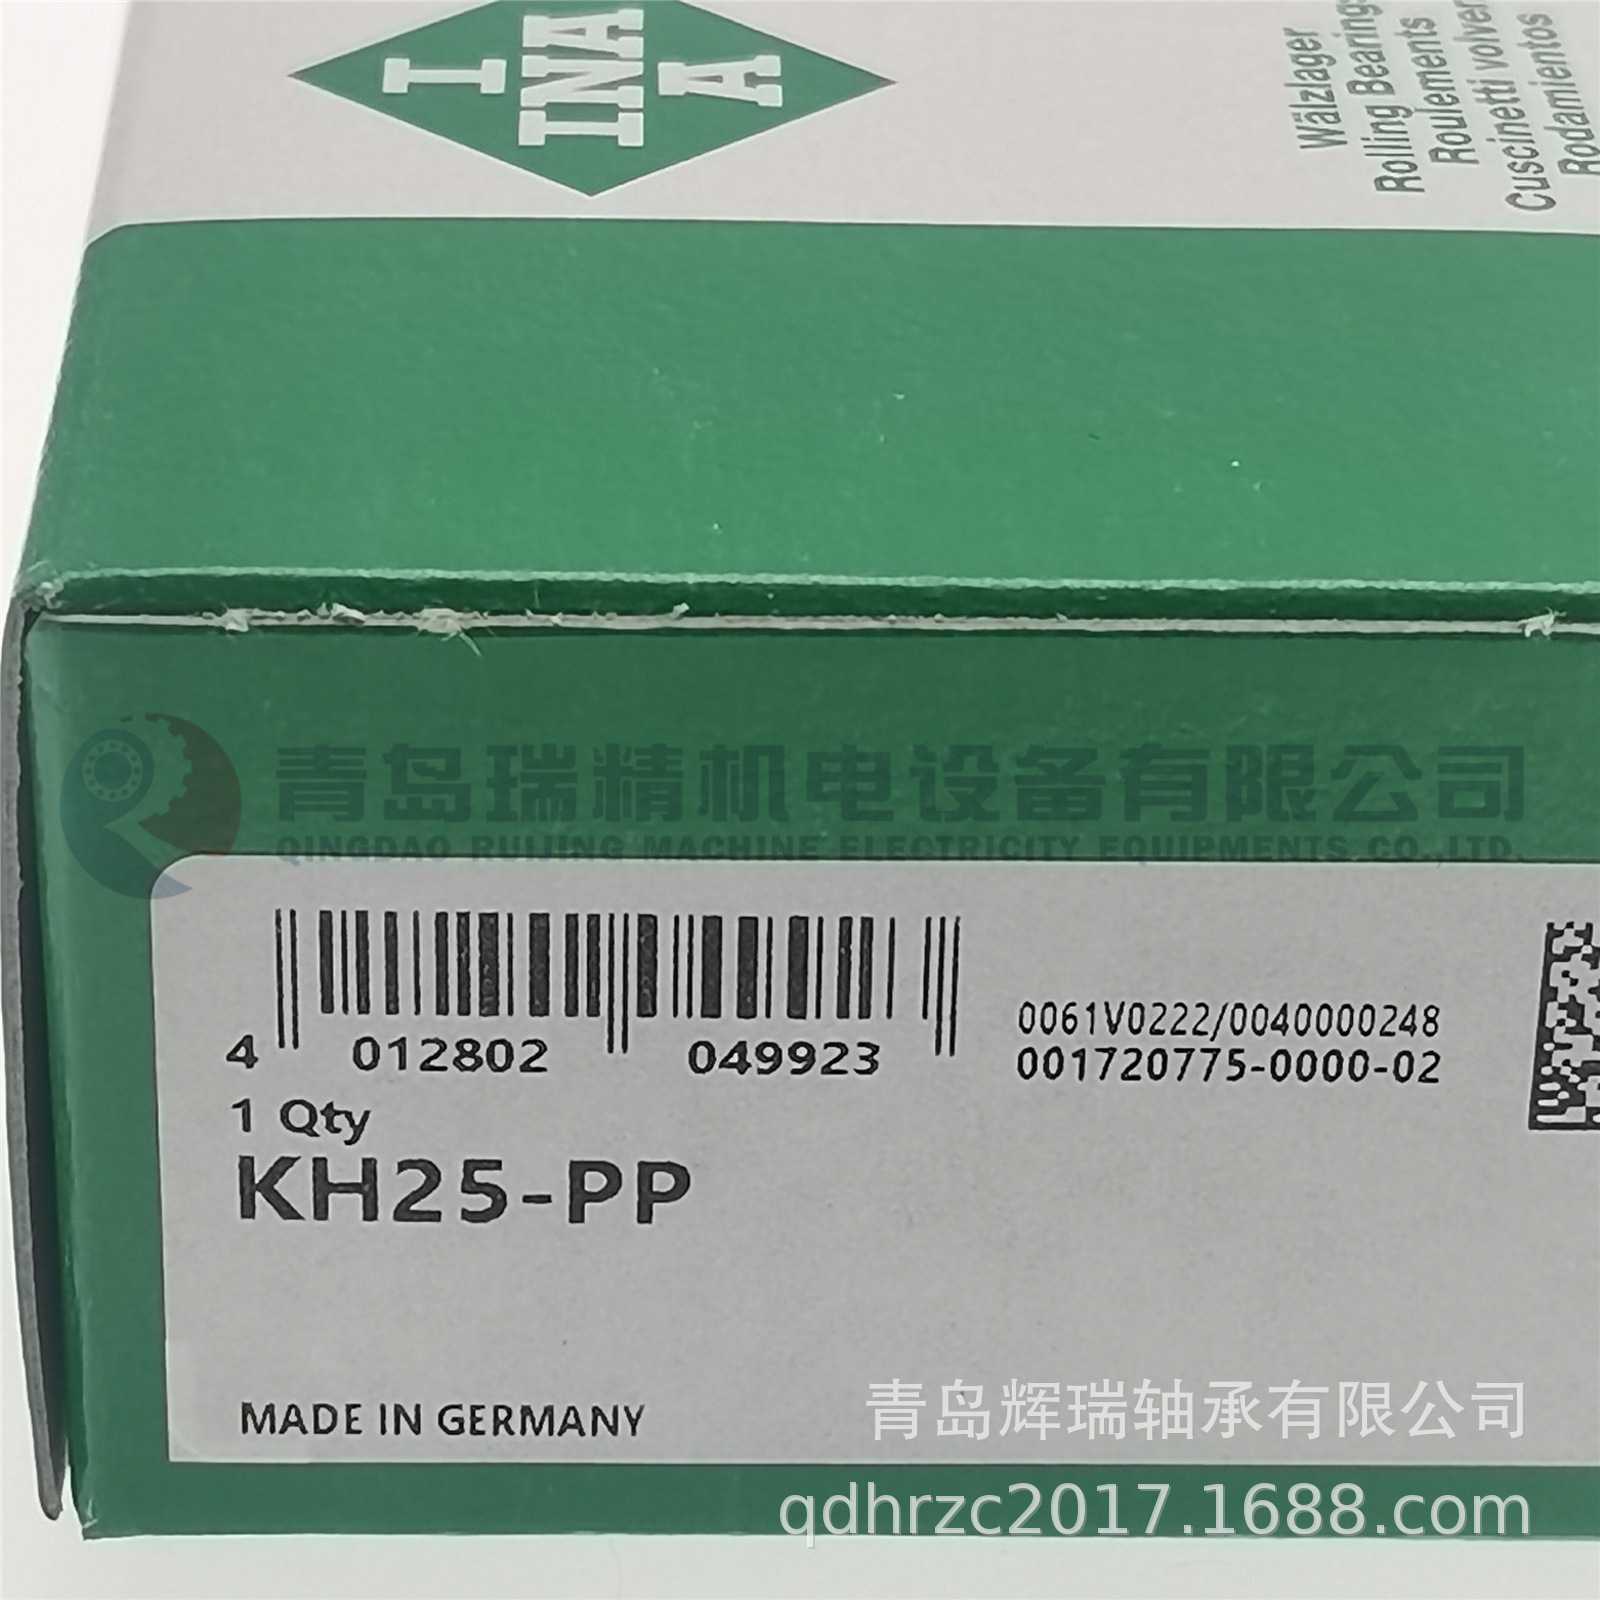 I INA A
INA
Wälzlager
Rolling Bearings
Roulements
Cuscinetti volventi
Rodamientos
青岛瑞精机电设备有限公司
QINGDAO RUIJING MACHINE ELECTRICITY EQUIPMENTS CO.,LTD.
4 012802 049923
0061V0222/0040000248
001720775-0000-02
1 Qty
KH25-PP
MADE IN GERMANY
青岛辉瑞轴承有限公司
qdhrzc2017.1688.com